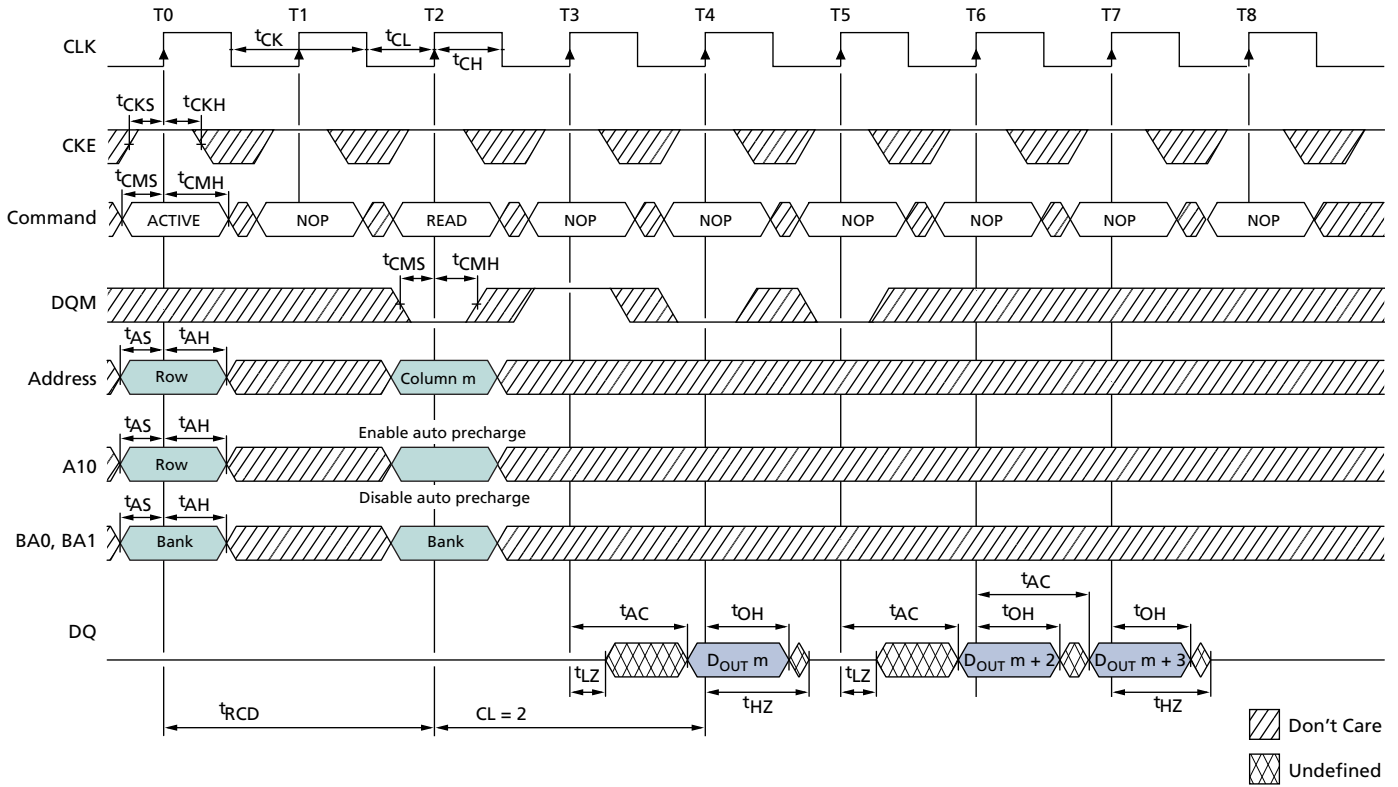 T0 T1 T2 T3 T4 T5 T6 T7 T8
CLK
tCK tCL
tCH
tCKS tCKH
CKE
tCMS tCMH
Command ACTIVE NOP READ NOP NOP NOP NOP NOP NOP
tCMS tCMH
DQM
tAS tAH
Address Row Column m
tAS tAH Enable auto precharge
A10 Row
tAS tAH Disable auto precharge
BA0, BA1 Bank Bank
tAC
tAC tOH tAC tOH tOH
DQ
DOUT m DOUT m + 2 DOUT m + 3
tLZ tLZ
tHZ tHZ
tRCD CL = 2
Don't Care
Undefined